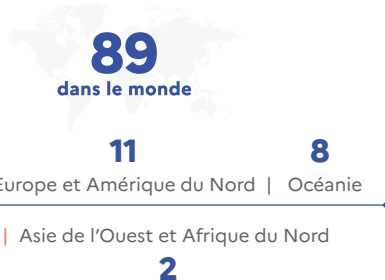 89
dans le monde
11 8
Europe et Amérique du Nord | Océanie
| Asie de l'Ouest et Afrique du Nord
2